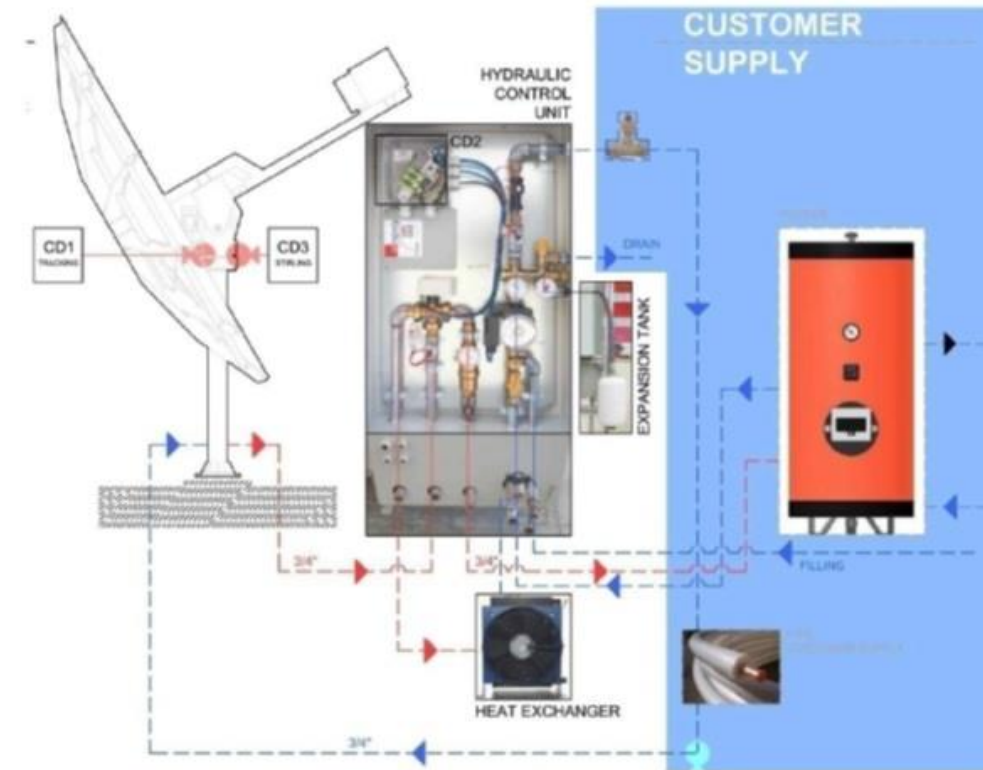 CUSTOMER
SUPPLY
HYDRAULIC
CONTROL
UNIT
CD2
CD1
TRACKING
CD3
STIRLING
DRAIN
EXPANSION TANK
3/4"
3/4"
FILLING
HEAT EXCHANGER
3/4"